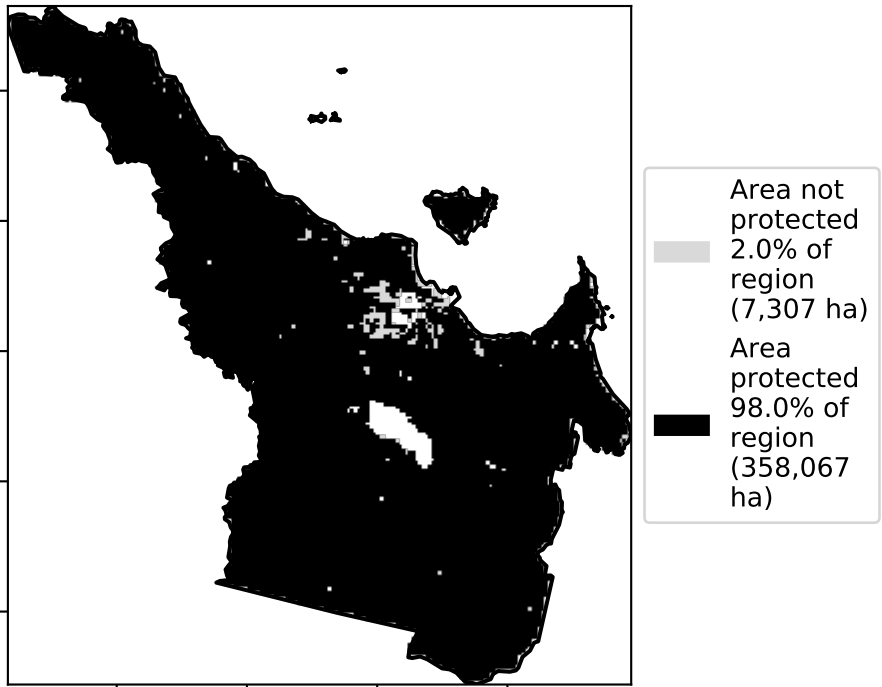 Area not
protected
2.0% of
region
(7,307 ha)
Area
protected
98.0% of
region
(358,067
ha)